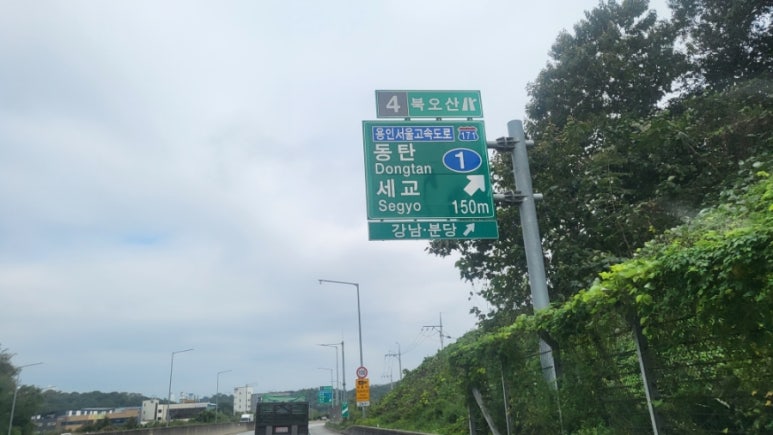 4 북오산
용인서울고속도로 171
동탄
Dongtan
1
세교
Segyo
150m
강남·분당